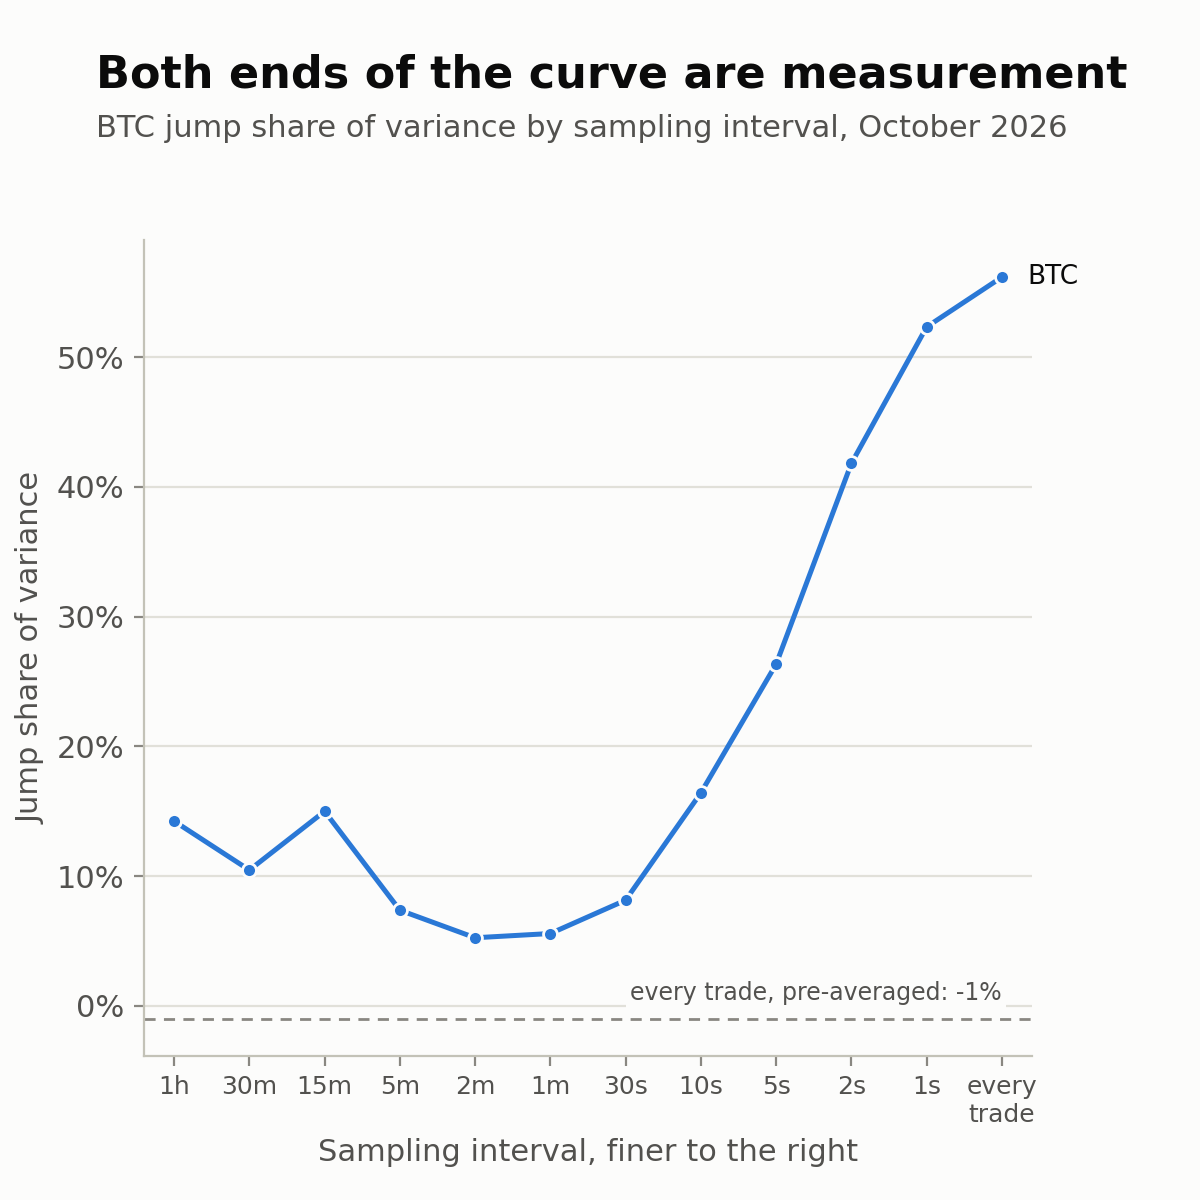 Both ends of the curve are measurement
BTC jump share of variance by sampling interval, October 2026
BTC
50%
40%
30%
20%
10%
0%
Jump share of variance
every trade, pre-averaged: -1%
1h 30m 15m 5m 2m 1m 30s 10s 5s 2s 1s every
trade
Sampling interval, finer to the right